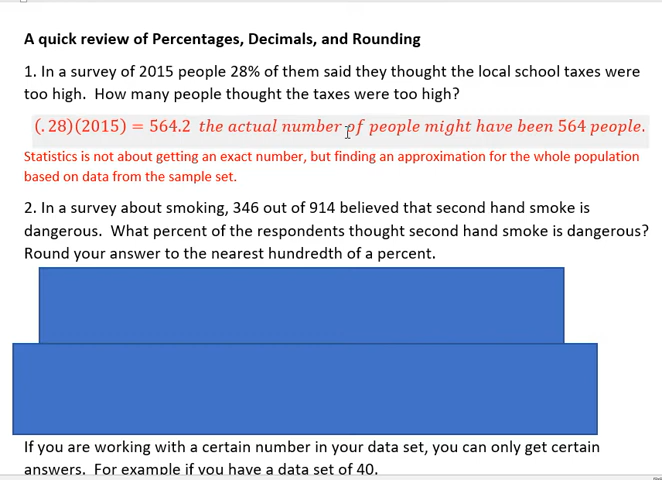 A quick review of Percentages, Decimals, and Rounding
1. In a survey of 2015 people 28% of them said they thought the local school taxes were
too high. How many people thought the taxes were too high?
(.28)(2015) = 564.2 the actual number of people might have been 564 people.
Statistics is not about getting an exact number, but finding an approximation for the whole population
based on data from the sample set.
2. In a survey about smoking, 346 out of 914 believed that second hand smoke is
dangerous. What percent of the respondents thought second hand smoke is dangerous?
Round your answer to the nearest hundredth of a percent.
If you are working with a certain number in your data set, you can only get certain
answers. For example if you have a data set of 40.